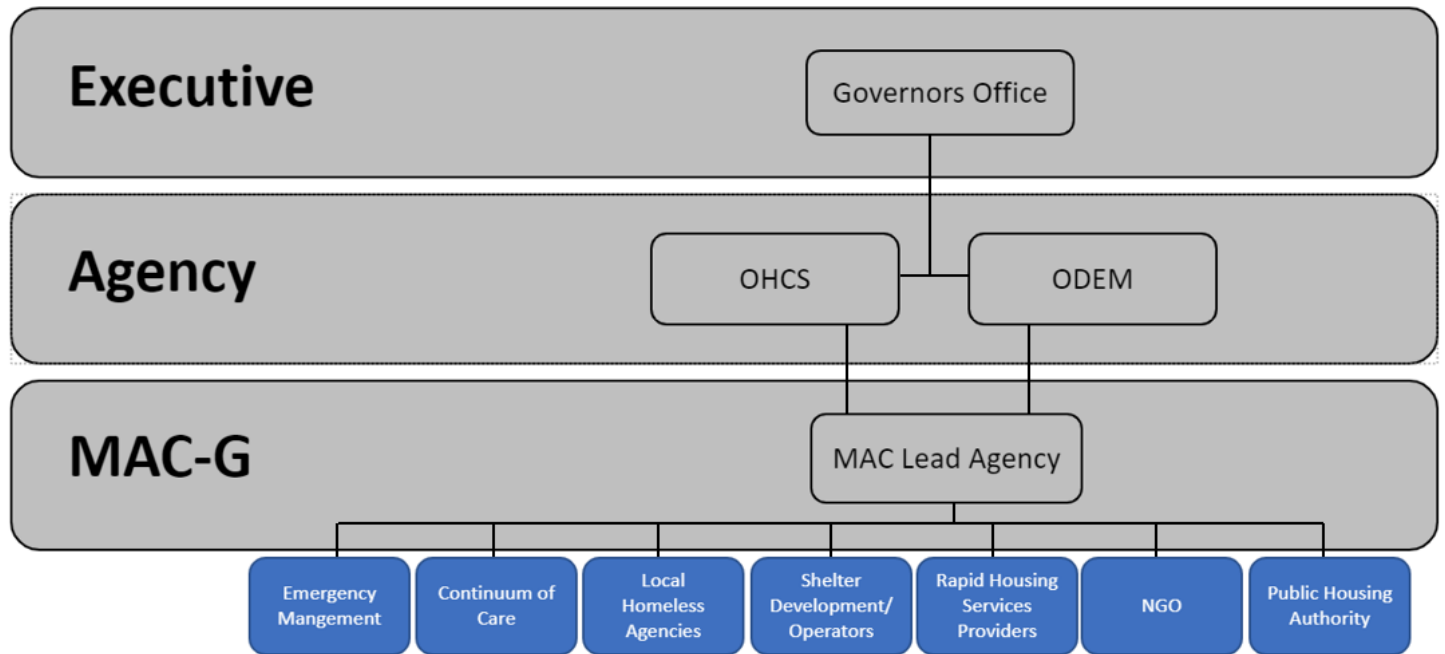 Executive
Governors Office
Agency
OHCS
ODEM
MAC-G
MAC Lead Agency
Emergency
Mangement
Continuum of
Care
Local
Homeless
Agencies
Shelter
Development/
Operators
Rapid Housing
Services
Providers
NGO
Public Housing
Authority